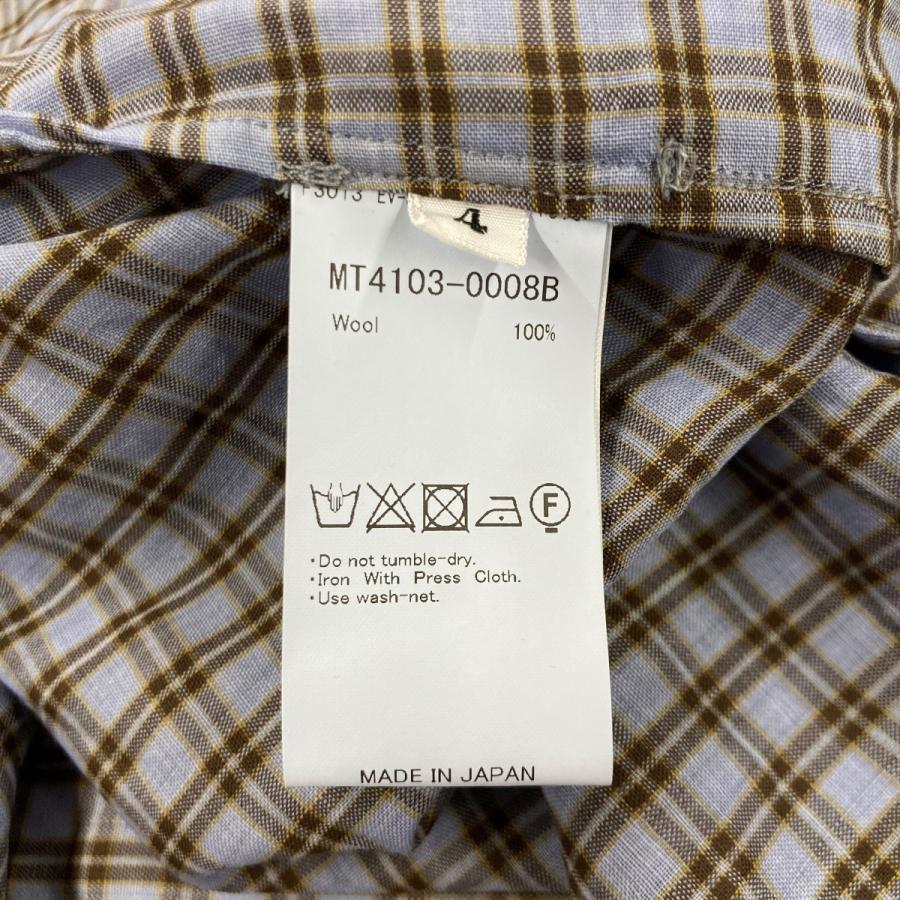 4
MT4103-0008B
Wool 100%
F
・Do not tumble-dry.
・Iron With Press Cloth.
・Use wash-net.
MADE IN JAPAN